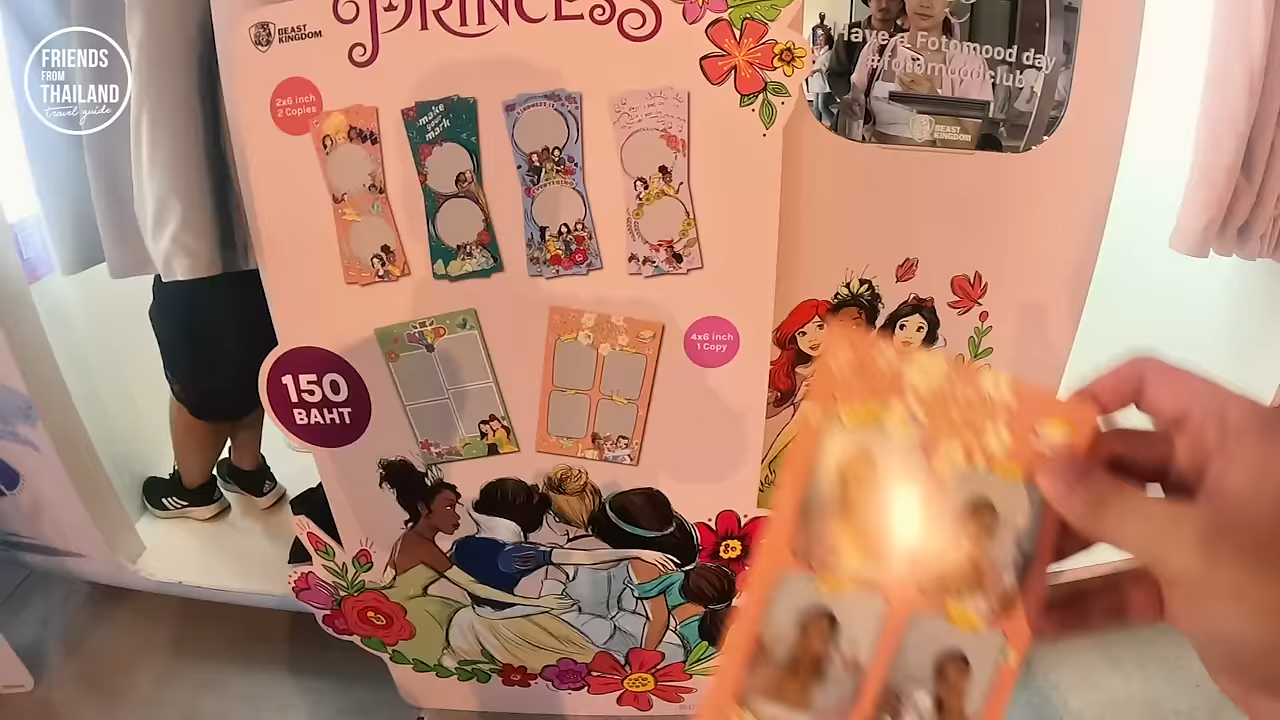 FRIENDS
FROM
THAILAND
travel guide
BEAST
KINGDOM
PRINCESS
Have a Fotomood day
#fotomoodclub
BEAST
KINGDOM
2x6 inch
2 Copies
make
your
mark
EVERYTHING
4x6 inch
1 Copy
150
BAHT